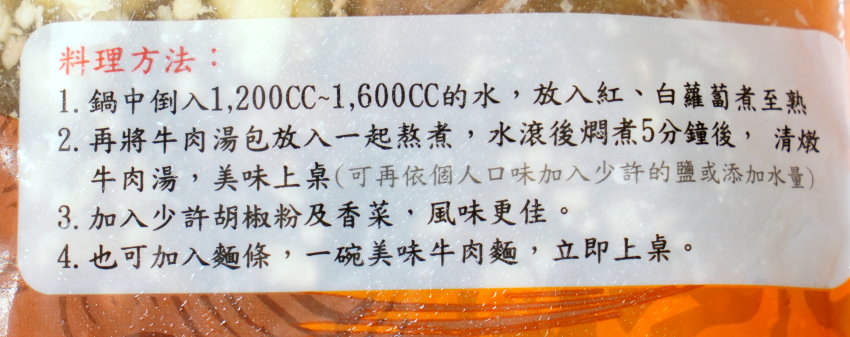 料理方法：
1. 鍋中倒入1,200CC~1,600CC的水，放入紅、白蘿蔔煮至熟
2. 再將牛肉湯包放入一起熬煮，水滾後燜煮5分鐘後， 清燉
牛肉湯，美味上桌(可再依個人口味加入少許的鹽或添加水量)
3. 加入少許胡椒粉及香菜，風味更佳。
4. 也可加入麵條，一碗美味牛肉麵，立即上桌。